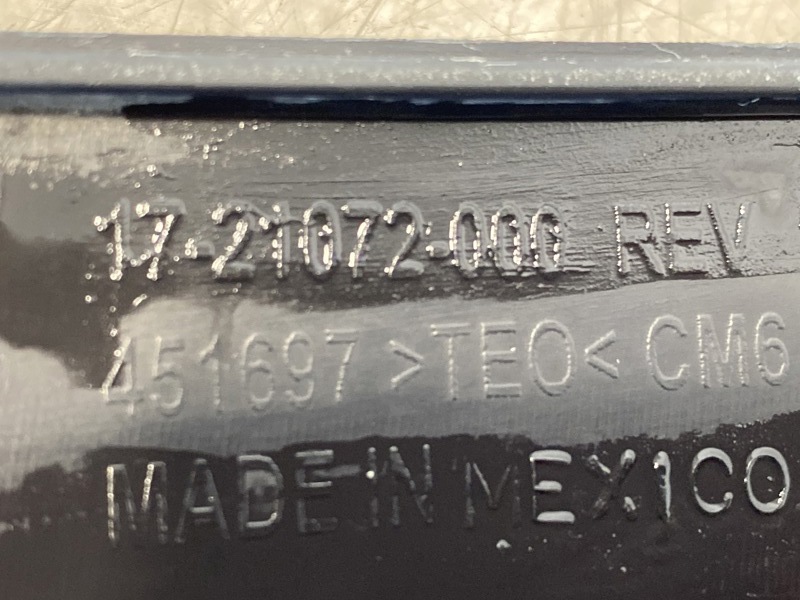 17-21072-000 REV
451697 >TEO< CM6
MADE IN MEXICO